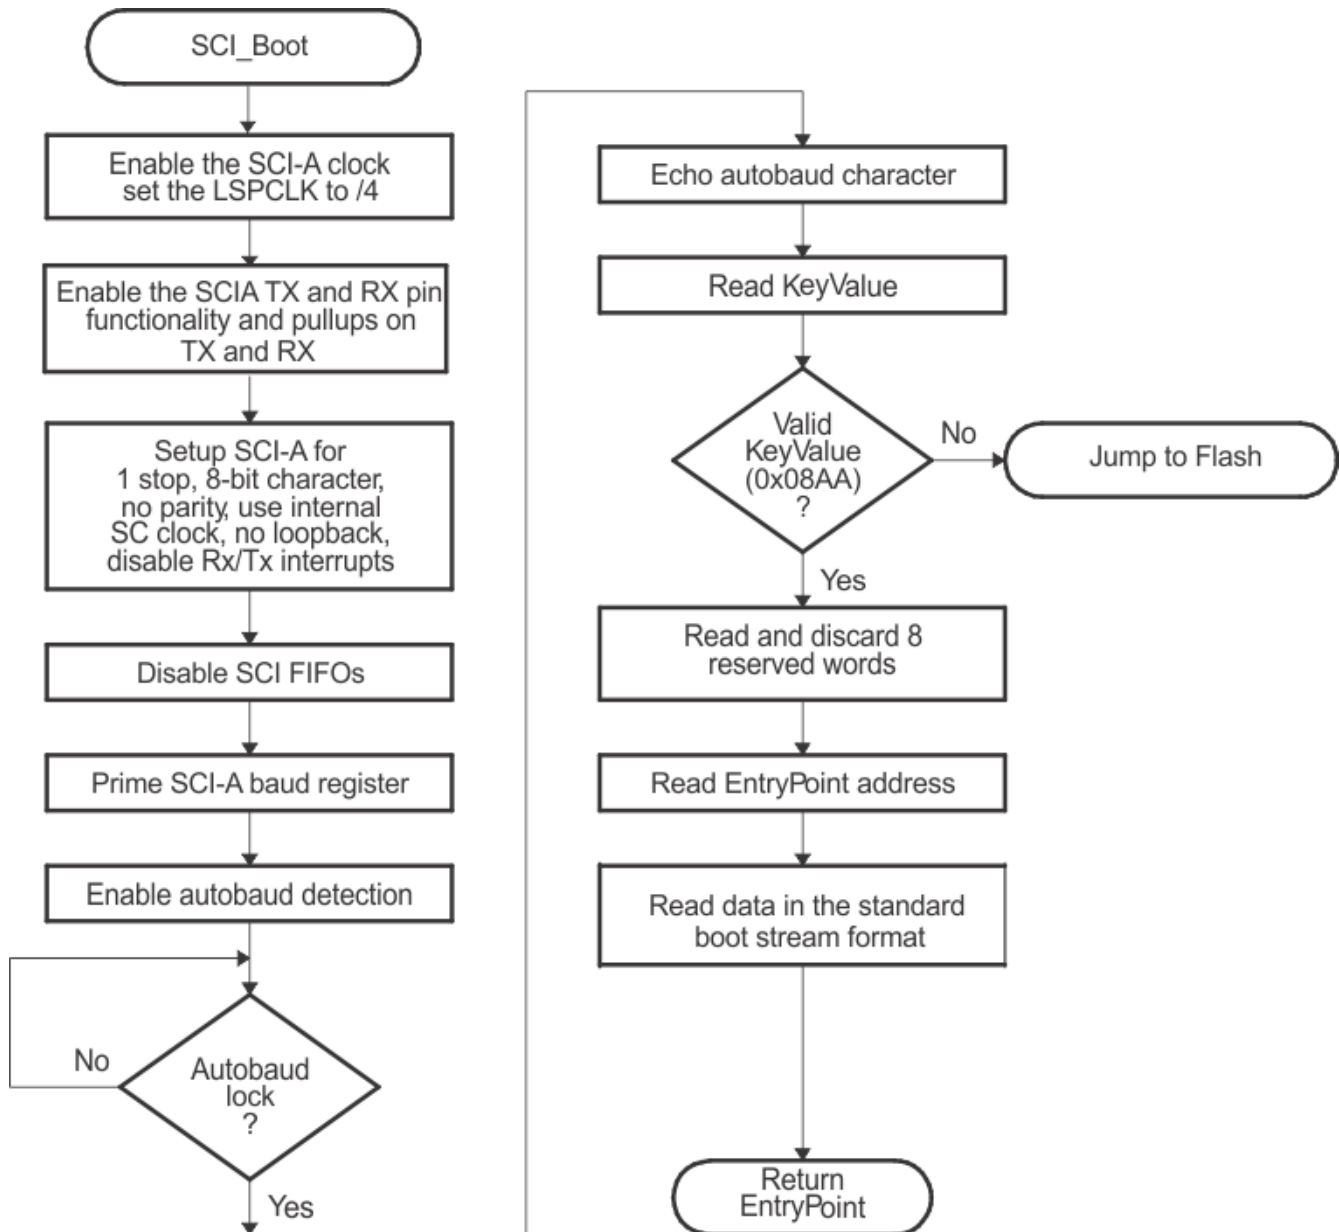 SCI_Boot
Enable the SCI-A clock
set the LSPCLK to /4
Enable the SCIA TX and RX pin
functionality and pullups on
TX and RX
Setup SCI-A for
1 stop, 8-bit character,
no parity, use internal
SC clock, no loopback,
disable Rx/Tx interrupts
Disable SCI FIFOs
Prime SCI-A baud register
Enable autobaud detection
No
Autobaud
lock
?
Yes
Echo autobaud character
Read KeyValue
Valid
KeyValue
(0x08AA)
?
No
Jump to Flash
Yes
Read and discard 8
reserved words
Read EntryPoint address
Read data in the standard
boot stream format
Return
EntryPoint